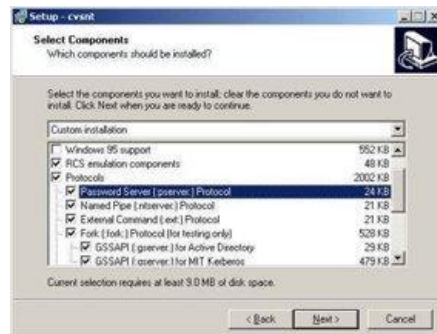 Setup - cvsnt
Select Components
Which components should be installed?
Select the components you want to install; clear the components you do not want to
install. Click Next when you are ready to continue.
Custom installation
Windows 95 support 552 KB
RCS emulation components 48 KB
Protocols 2002 KB
Password Server (:pserver:) Protocol 24 KB
Named Pipe (:ntserver:) Protocol 21 KB
External Command (:ext:) Protocol 21 KB
Fork (:fork:) Protocol (for testing only) 528 KB
GSSAPI (:gserver:) for Active Directory 29 KB
GSSAPI (:gserver:) for MIT Kerberos 479 KB
Current selection requires at least 9.0 MB of disk space.
< Back Next > Cancel